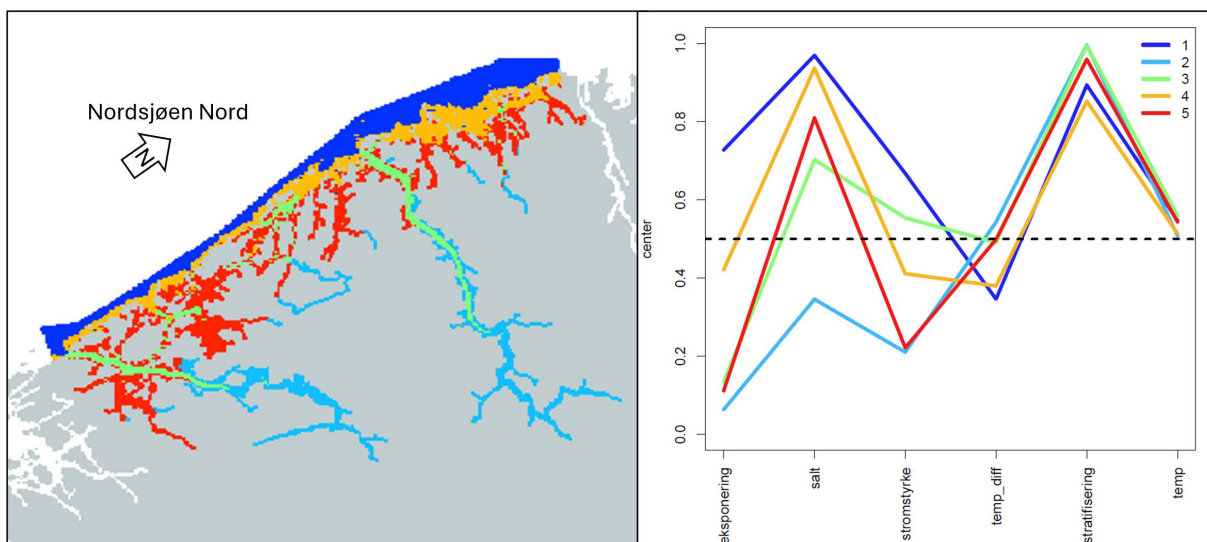 Nordsjøen Nord
N
center
0.0
0.2
0.4
0.6
0.8
1.0
1
2
3
4
5
eksponering
salt
stromstyrke
temp_diff
stratifisering
temp